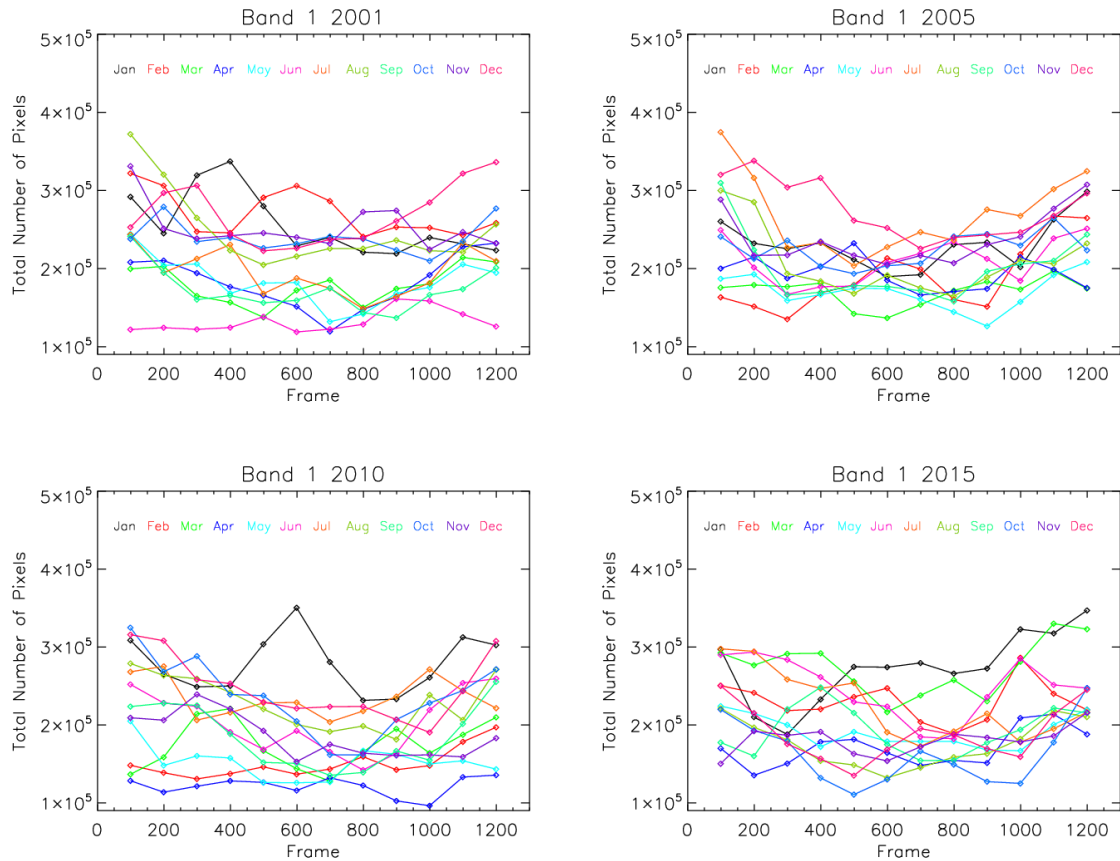 Band 1 2001
5×10⁵
Jan Feb Mar Apr May Jun Jul Aug Sep Oct Nov Dec
4×10⁵
3×10⁵
2×10⁵
1×10⁵
Total Number of Pixels
0 200 400 600 800 1000 1200
Frame
Band 1 2005
5×10⁵
Jan Feb Mar Apr May Jun Jul Aug Sep Oct Nov Dec
4×10⁵
3×10⁵
2×10⁵
1×10⁵
Total Number of Pixels
0 200 400 600 800 1000 1200
Frame
Band 1 2010
5×10⁵
Jan Feb Mar Apr May Jun Jul Aug Sep Oct Nov Dec
4×10⁵
3×10⁵
2×10⁵
1×10⁵
Total Number of Pixels
0 200 400 600 800 1000 1200
Frame
Band 1 2015
5×10⁵
Jan Feb Mar Apr May Jun Jul Aug Sep Oct Nov Dec
4×10⁵
3×10⁵
2×10⁵
1×10⁵
Total Number of Pixels
0 200 400 600 800 1000 1200
Frame